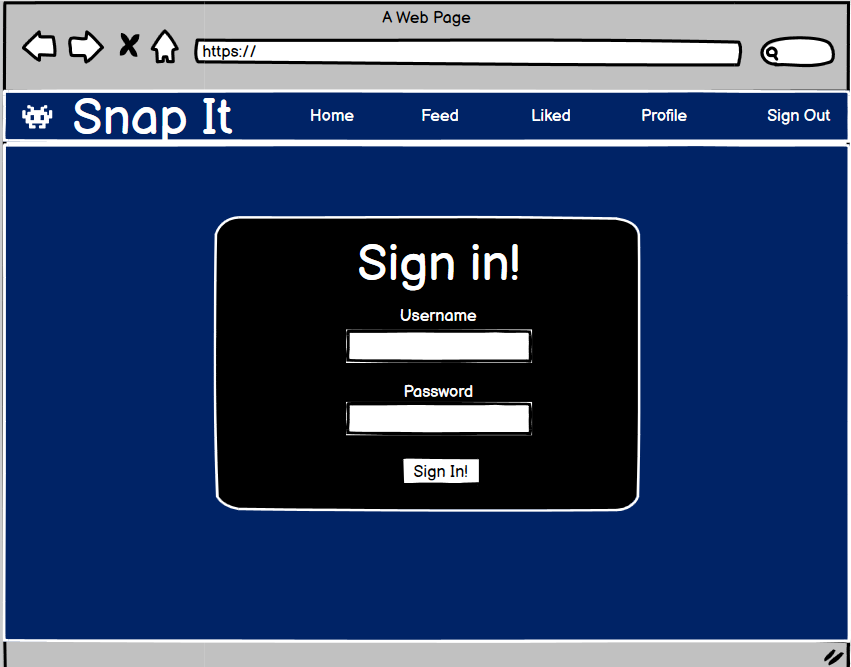 A Web Page
https://
Snap It Home Feed Liked Profile Sign Out
Sign in!
Username
Password
Sign In!